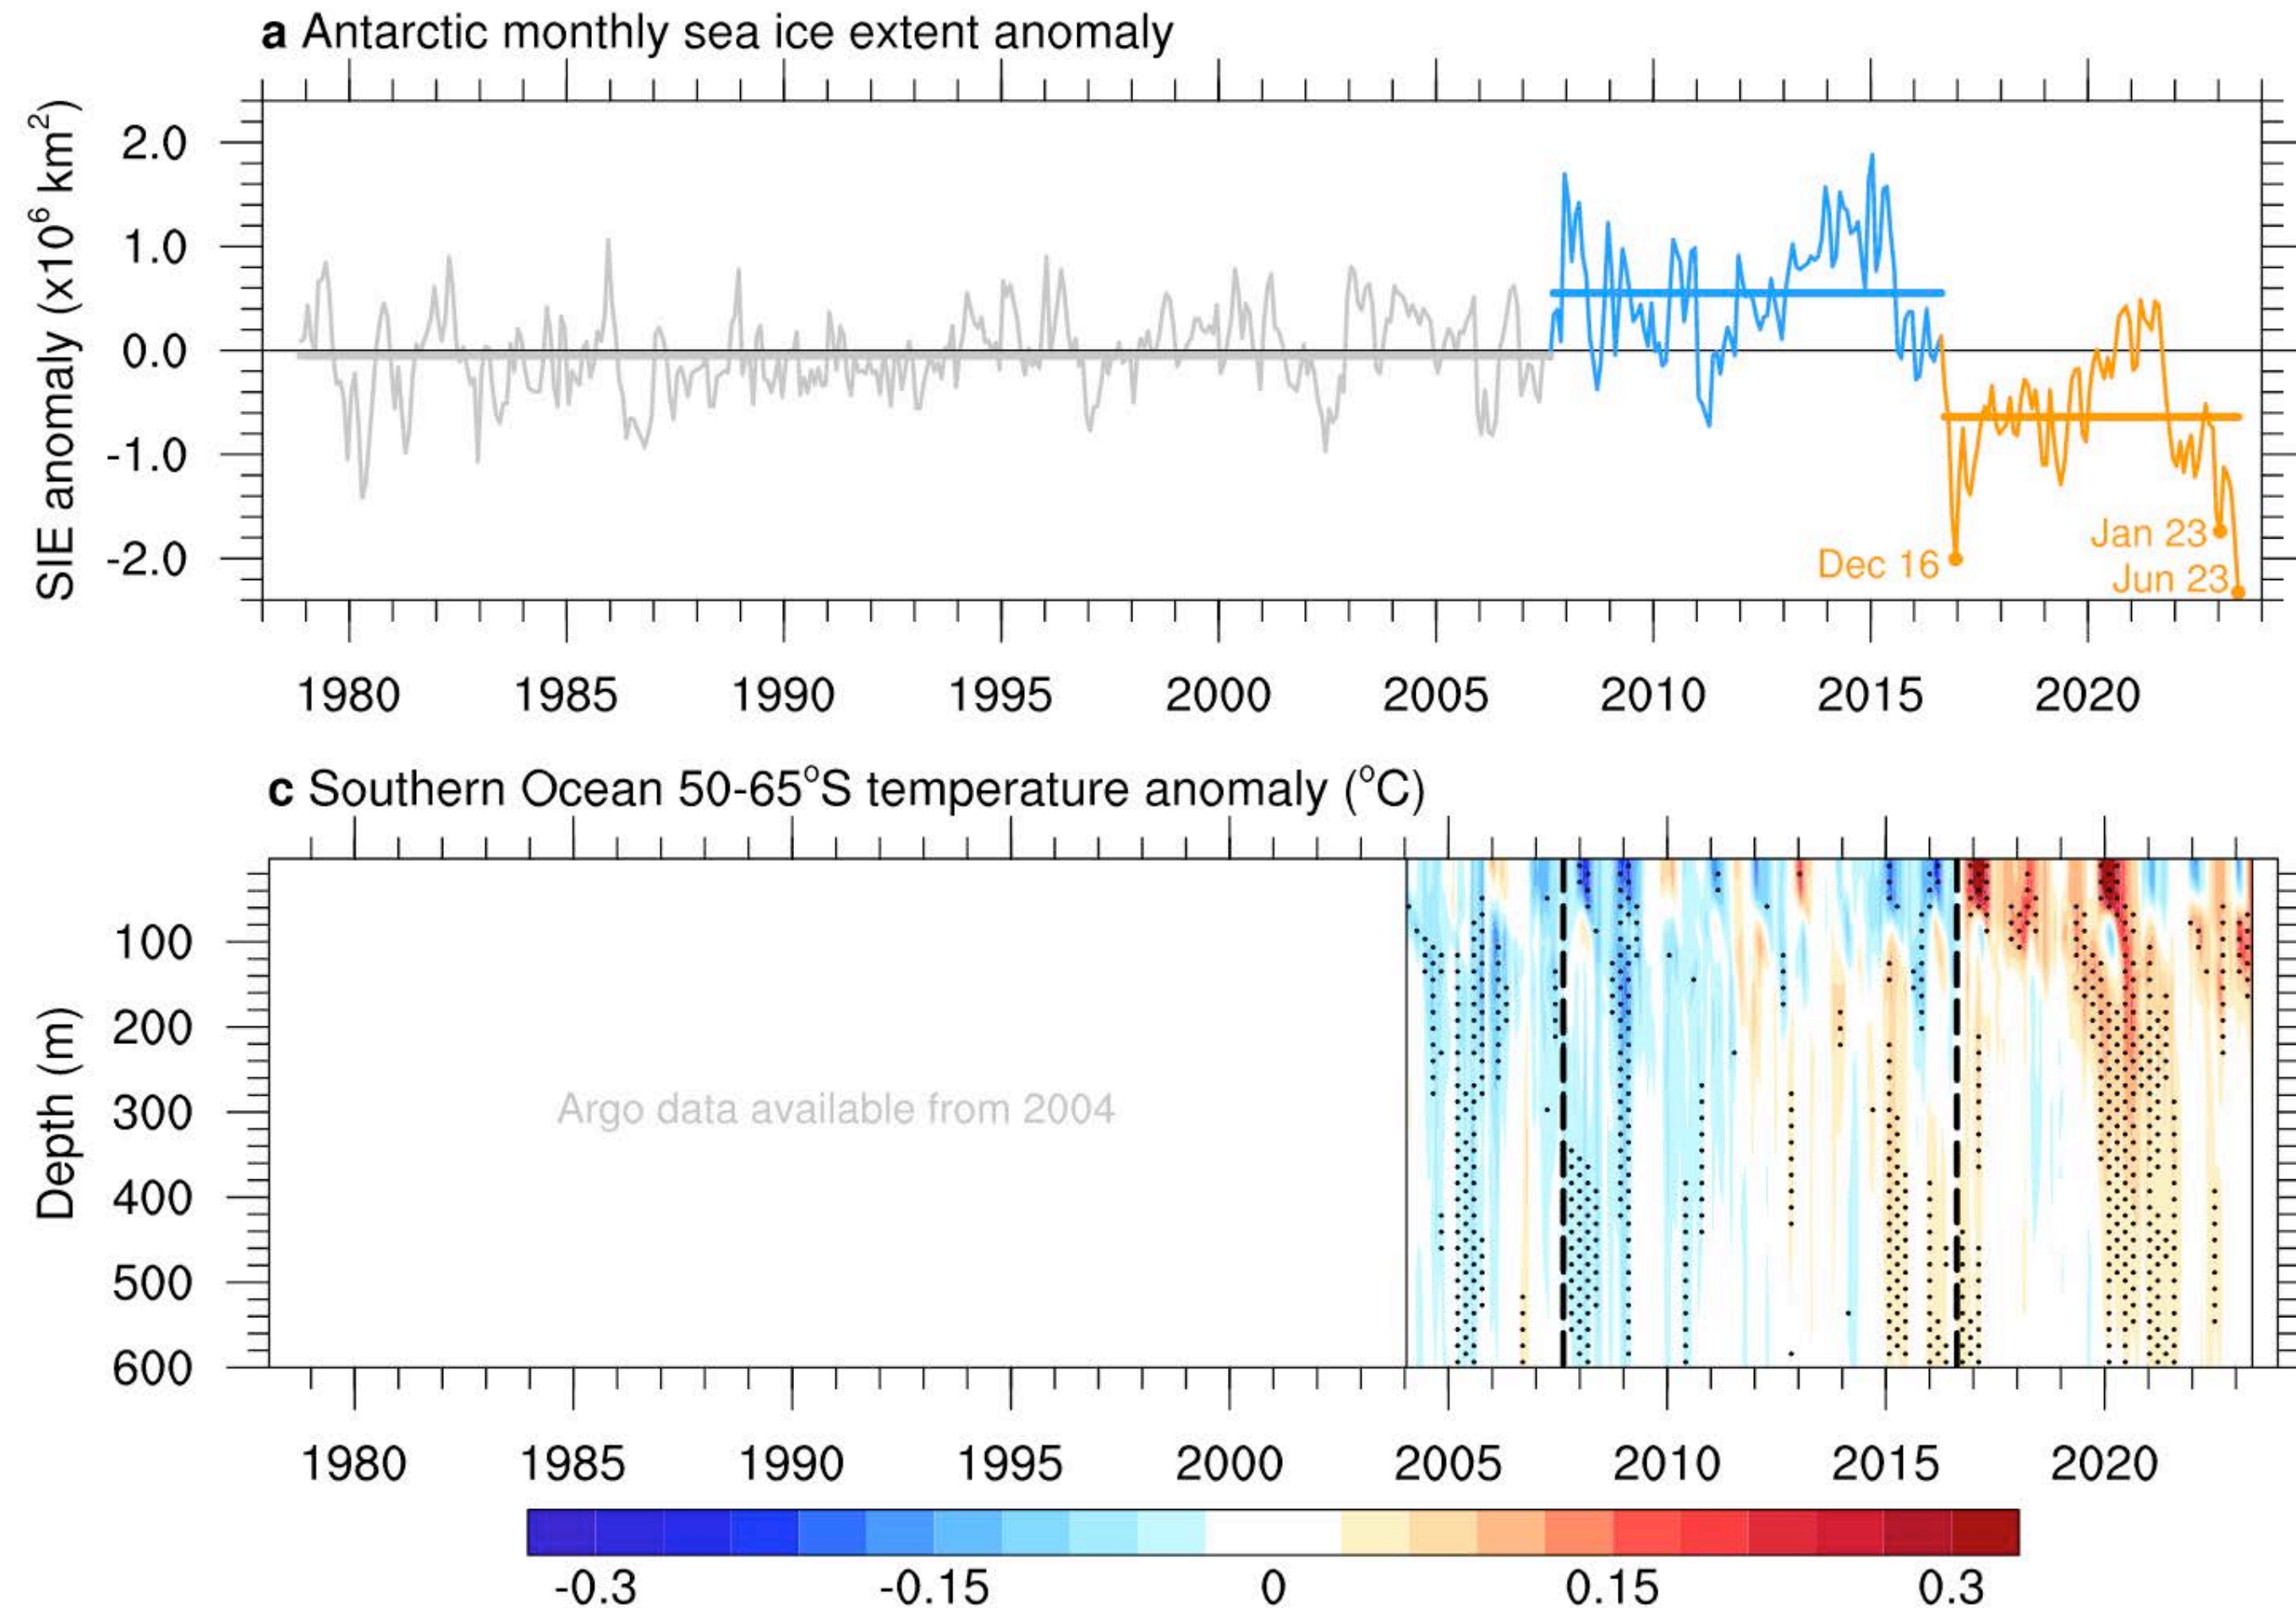 a Antarctic monthly sea ice extent anomaly
SIE anomaly (x10⁶ km²)
2.0
1.0
0.0
-1.0
-2.0
Dec 16
Jan 23
Jun 23
1980 1985 1990 1995 2000 2005 2010 2015 2020
c Southern Ocean 50-65°S temperature anomaly (°C)
Depth (m)
100
200
300
400
500
600
Argo data available from 2004
1980 1985 1990 1995 2000 2005 2010 2015 2020
-0.3 -0.15 0 0.15 0.3